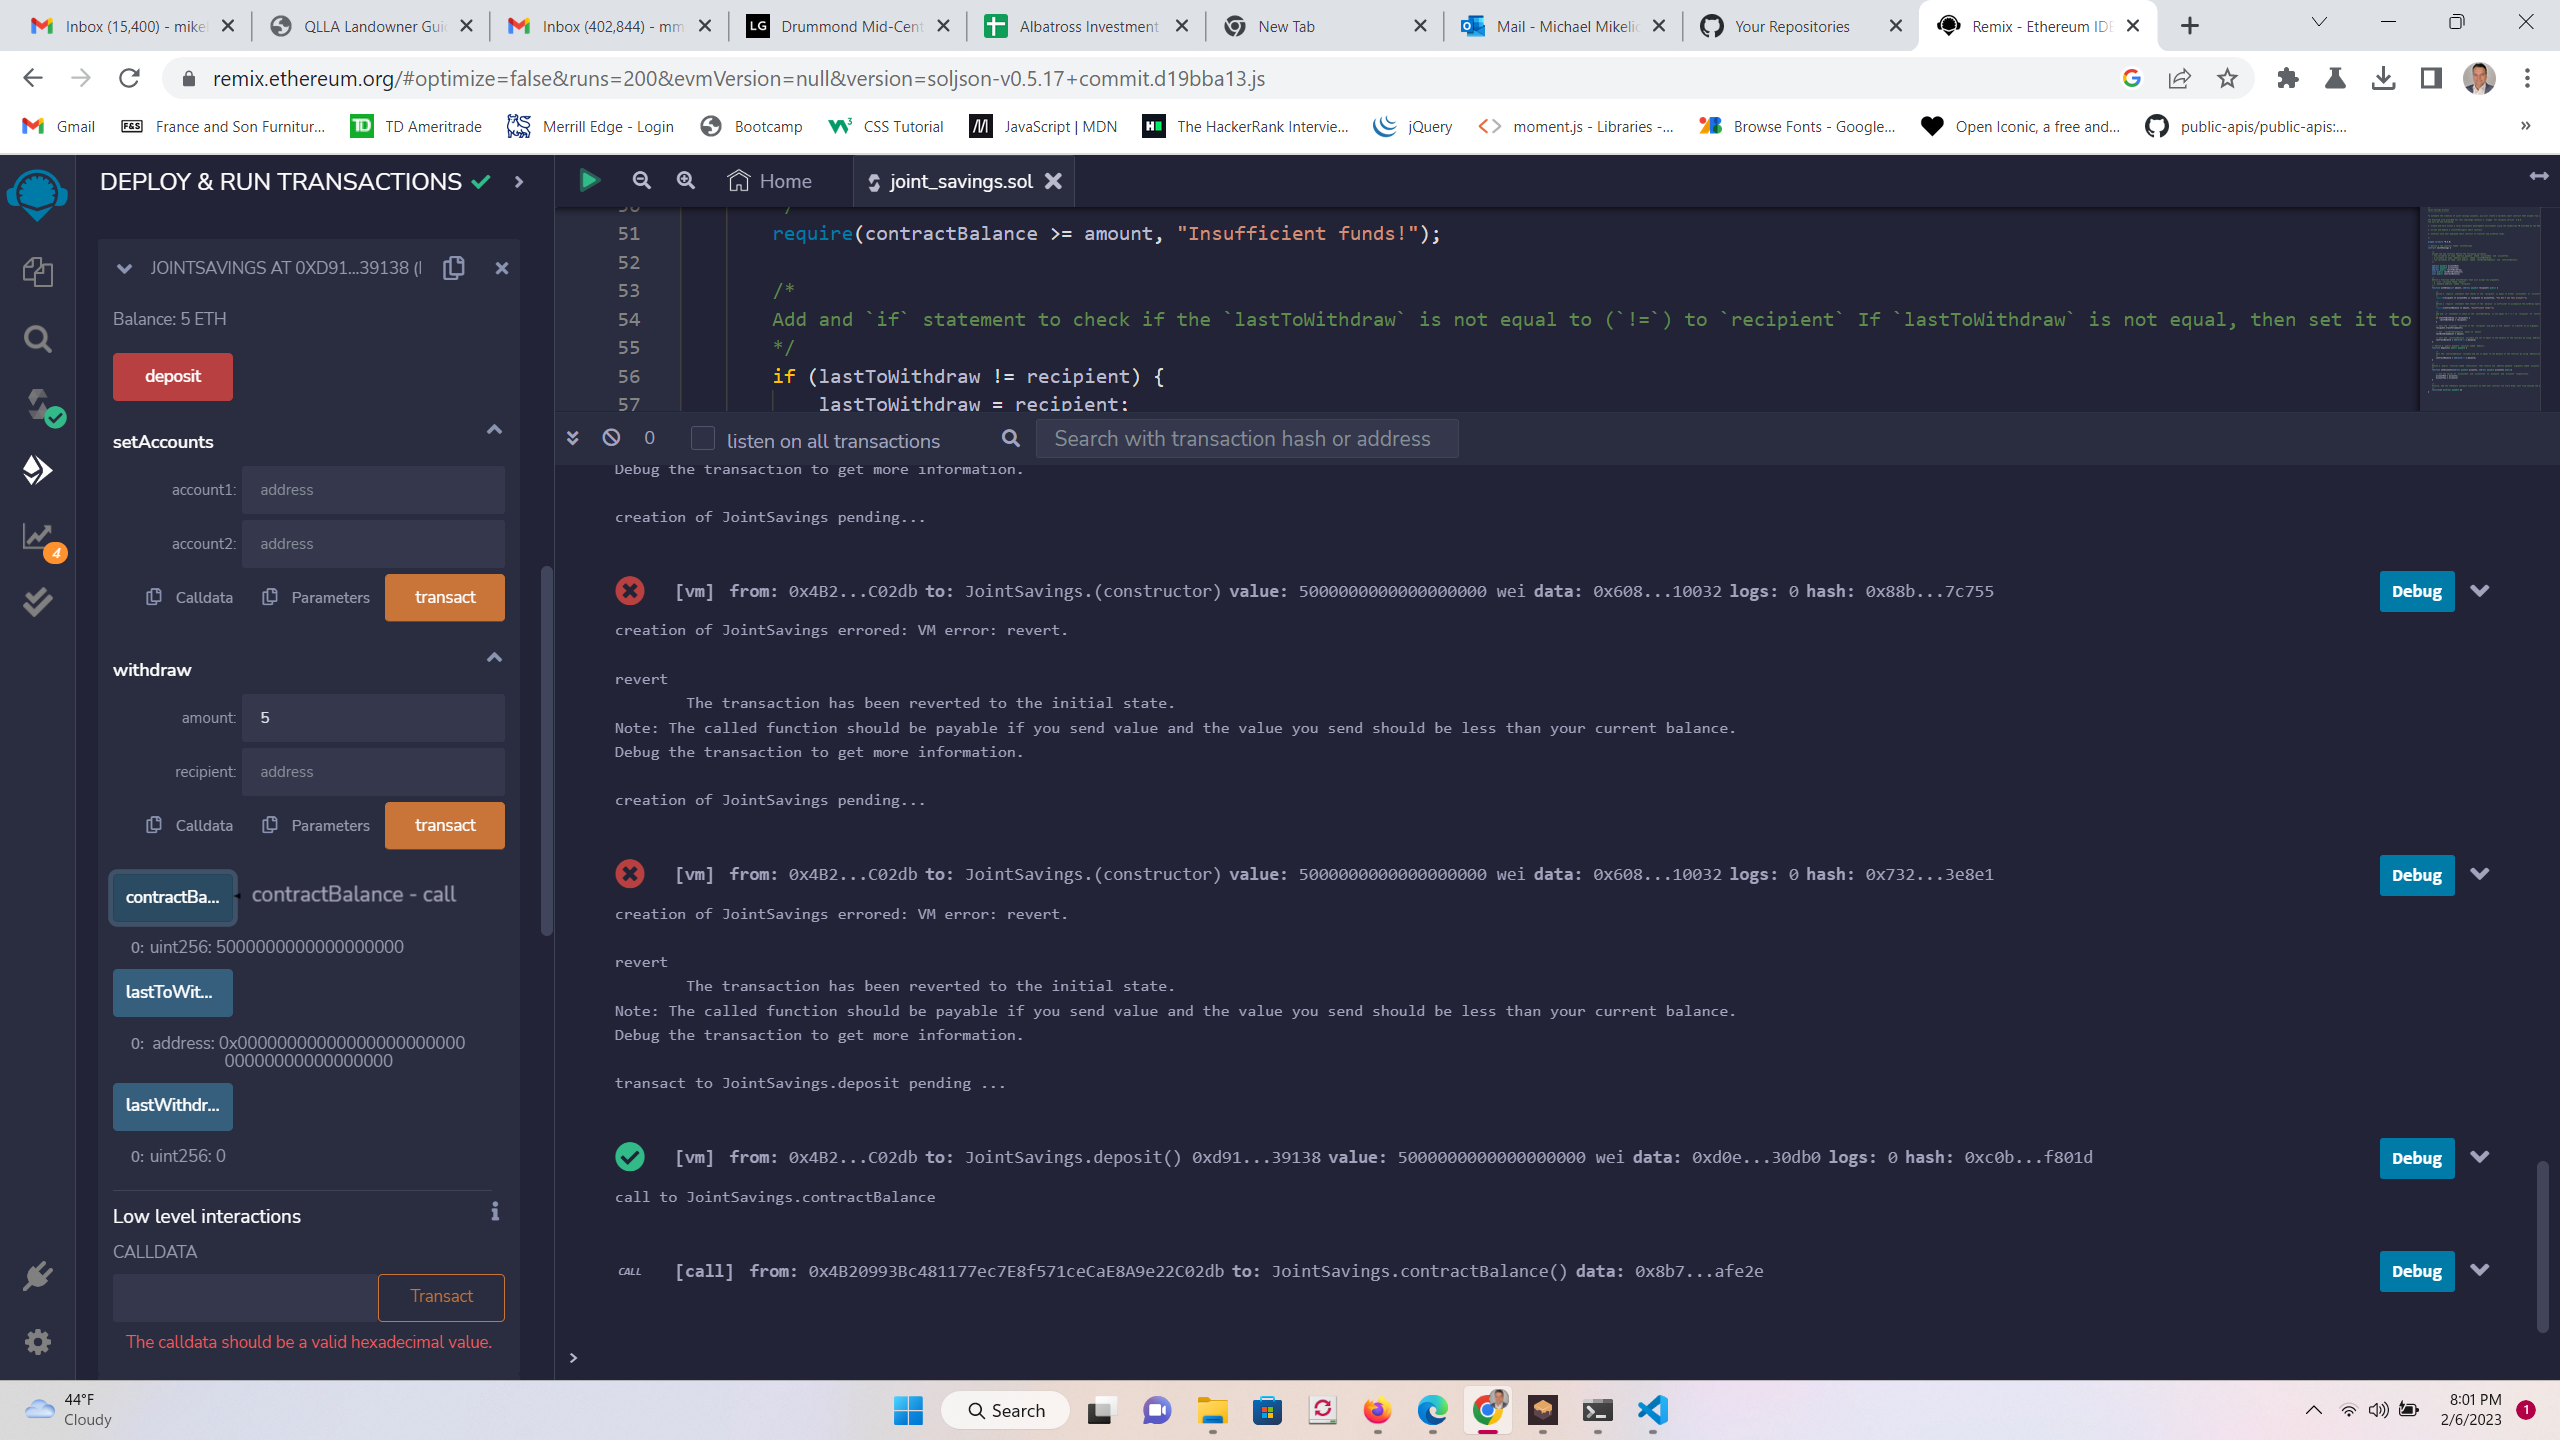 Inbox (15,400) - mike
QLLA Landowner Gui
Inbox (402,844) - mm
LG Drummond Mid-Cent
Albatross Investment
New Tab
Mail - Michael Mikelic
Your Repositories
Remix - Ethereum IDE
remix.ethereum.org/#optimize=false&runs=200&evmVersion=null&version=soljson-v0.5.17+commit.d19bba13.js
Gmail
F&S France and Son Furnitur...
TD Ameritrade
Merrill Edge - Login
Bootcamp
CSS Tutorial
JavaScript | MDN
The HackerRank Intervie...
jQuery
moment.js - Libraries -...
Browse Fonts - Google...
Open Iconic, a free and...
public-apis/public-apis:...
»
DEPLOY & RUN TRANSACTIONS
JOINTSAVINGS AT 0XD91...39138 (
Balance: 5 ETH
deposit
setAccounts
account1: address
account2: address
Calldata Parameters transact
withdraw
amount: 5
recipient: address
Calldata Parameters transact
contractBa... contractBalance - call
0: uint256: 5000000000000000000
lastToWit...
0: address: 0x00000000000000000000000
00000000000000000
lastWithdr...
0: uint256: 0
Low level interactions
CALLDATA
Transact
The calldata should be a valid hexadecimal value.
4
Home
joint_savings.sol
50 */
51 require(contractBalance >= amount, "Insufficient funds!");
52
53 /*
54 Add and `if` statement to check if the `lastToWithdraw` is not equal to (`!=`) to `recipient` If `lastToWithdraw` is not equal, then set it to
55 */
56 if (lastToWithdraw != recipient) {
57 lastToWithdraw = recipient;
0 listen on all transactions Search with transaction hash or address
Debug the transaction to get more information.
creation of JointSavings pending...
[vm] from: 0x4B2...C02db to: JointSavings.(constructor) value: 5000000000000000000 wei data: 0x608...10032 logs: 0 hash: 0x88b...7c755 Debug
creation of JointSavings errored: VM error: revert.
revert
The transaction has been reverted to the initial state.
Note: The called function should be payable if you send value and the value you send should be less than your current balance.
Debug the transaction to get more information.
creation of JointSavings pending...
[vm] from: 0x4B2...C02db to: JointSavings.(constructor) value: 5000000000000000000 wei data: 0x608...10032 logs: 0 hash: 0x732...3e8e1 Debug
creation of JointSavings errored: VM error: revert.
revert
The transaction has been reverted to the initial state.
Note: The called function should be payable if you send value and the value you send should be less than your current balance.
Debug the transaction to get more information.
transact to JointSavings.deposit pending ...
[vm] from: 0x4B2...C02db to: JointSavings.deposit() 0xd91...39138 value: 5000000000000000000 wei data: 0xd0e...30db0 logs: 0 hash: 0xc0b...f801d Debug
call to JointSavings.contractBalance
CALL [call] from: 0x4B20993Bc481177ec7E8f571ceCaE8A9e22C02db to: JointSavings.contractBalance() data: 0x8b7...afe2e Debug
>
44°F
Cloudy
Search
8:01 PM
2/6/2023
1